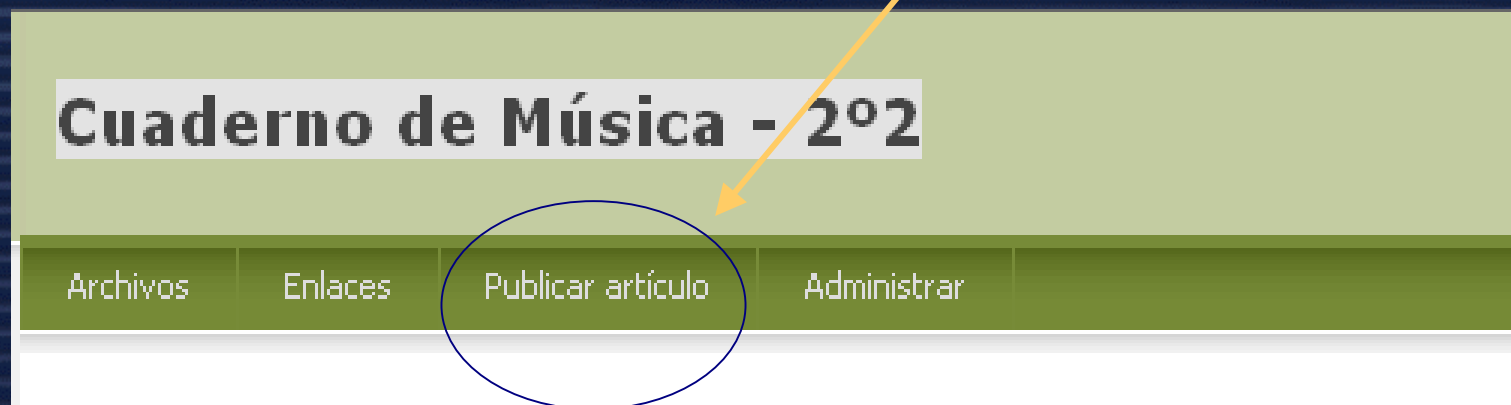 Cuaderno de Música - 2º2
Archivos Enlaces Publicar artículo Administrar